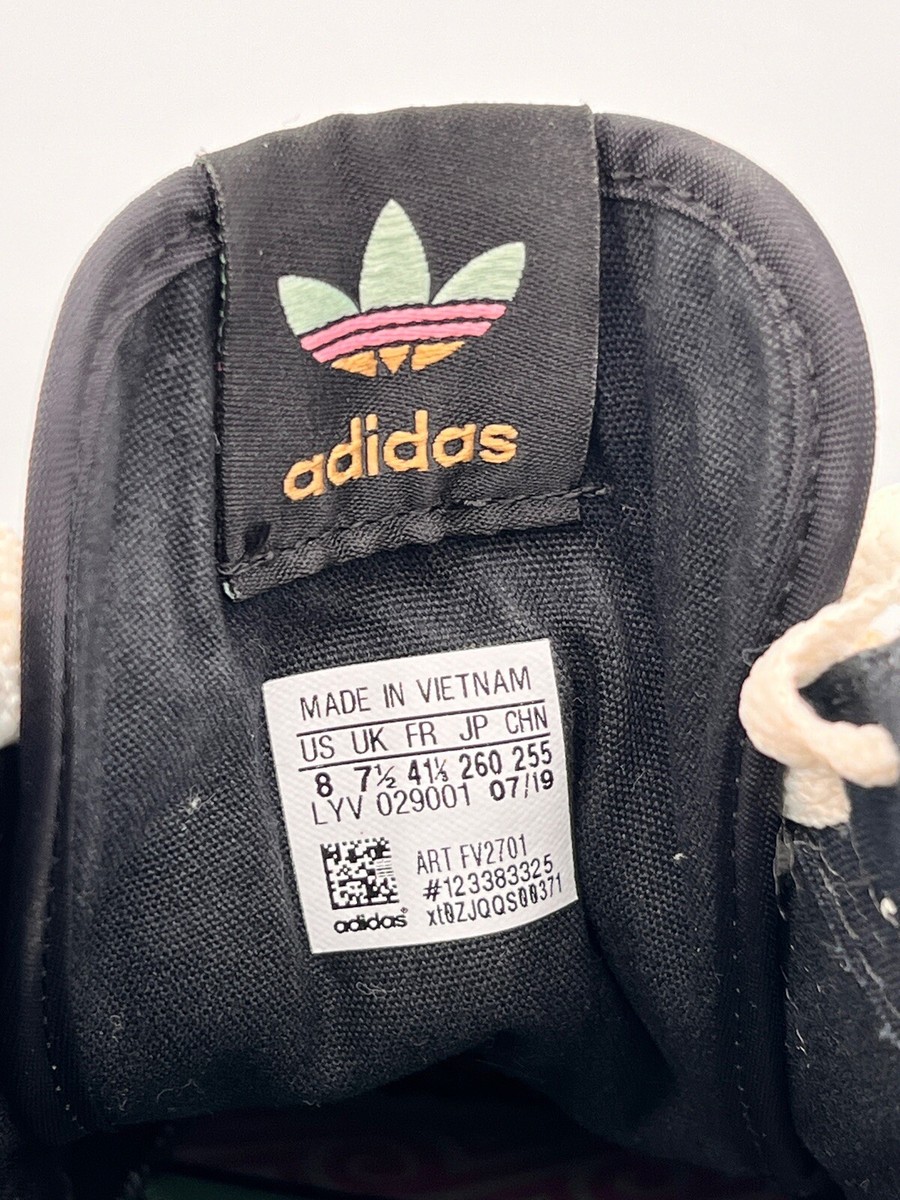 adidas
MADE IN VIETNAM
US UK FR JP CHN
8 7½ 41⅓ 260 255
LYV 029001 07/19
ART FV2701
#123383325
xt0ZJQQS00371
adidas®